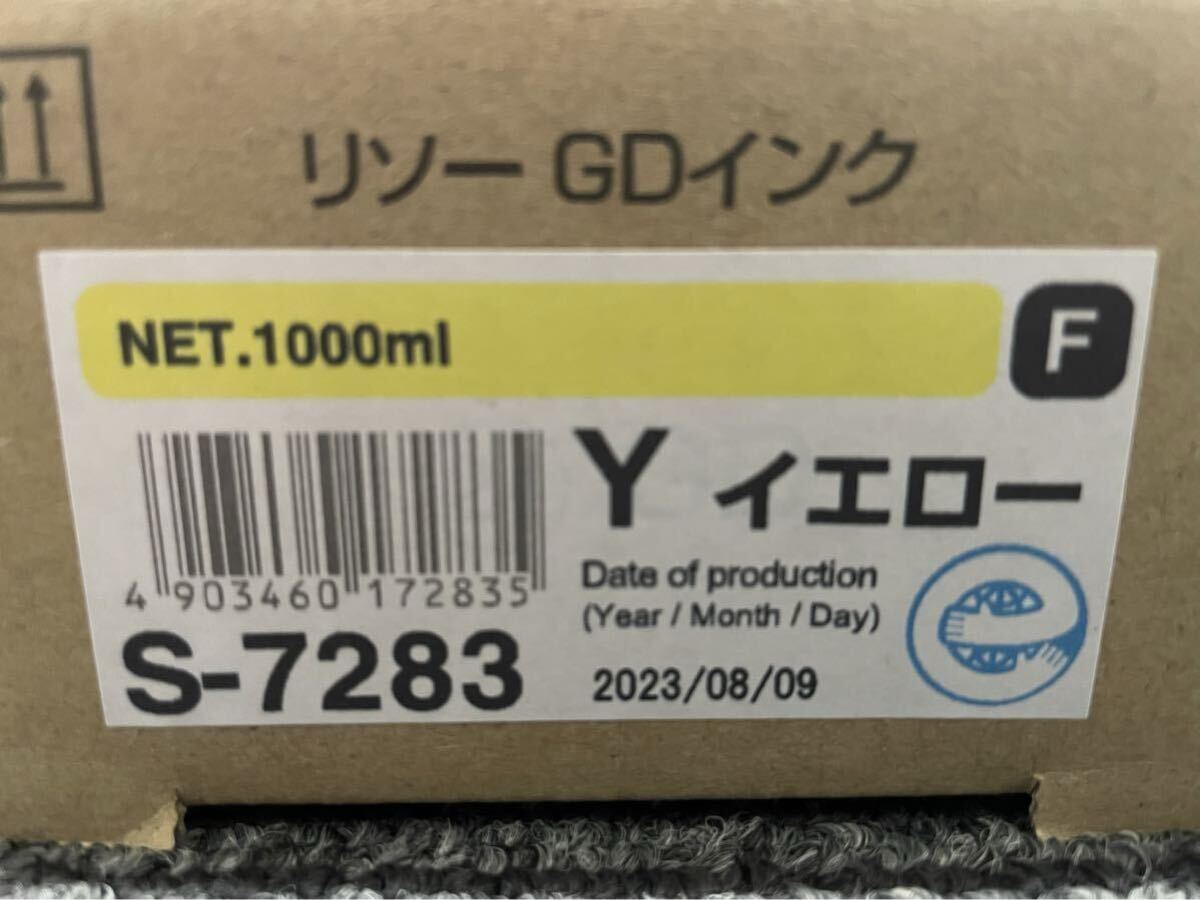 リソー GDインク
NET.1000ml
F
Y イエロー
4 903460 172835
Date of production
(Year / Month / Day)
S-7283
2023/08/09